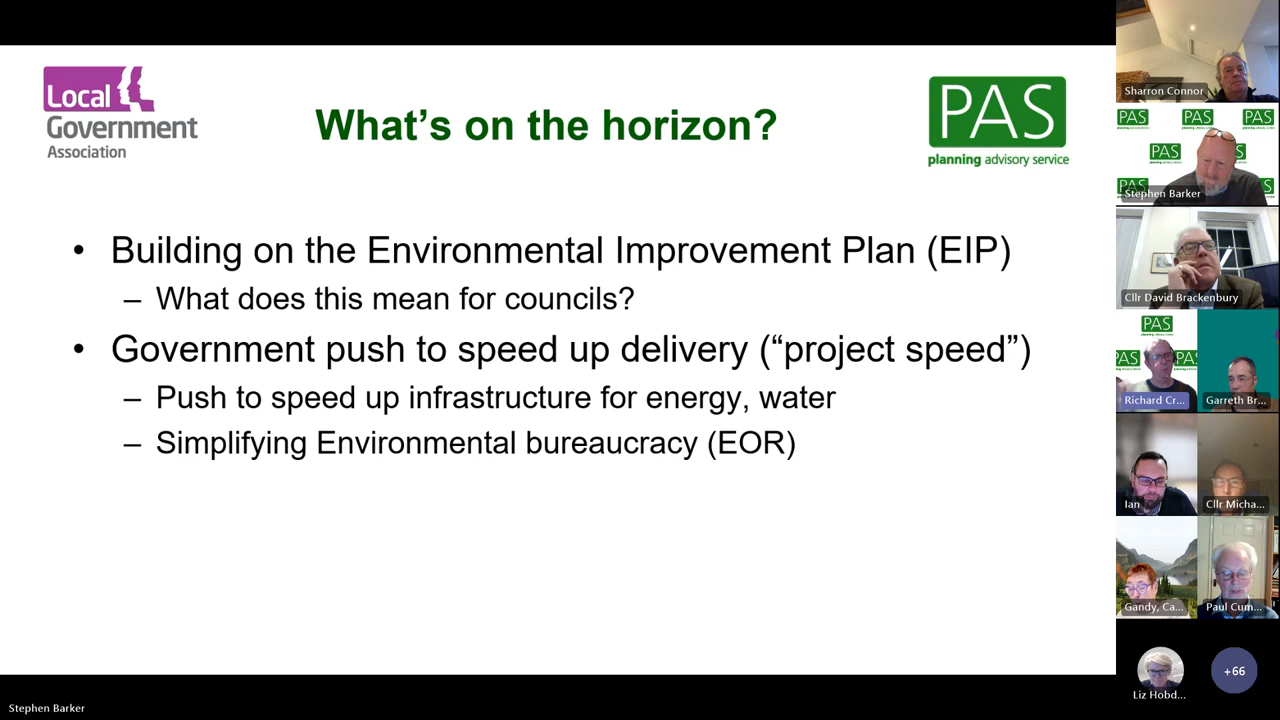 Local
Government
Association
What's on the horizon?
PAS
planning advisory service
• Building on the Environmental Improvement Plan (EIP)
– What does this mean for councils?
• Government push to speed up delivery (“project speed”)
– Push to speed up infrastructure for energy, water
– Simplifying Environmental bureaucracy (EOR)
Stephen Barker
Sharron Connor
PAS
PAS
PAS
PAS
PAS
Stephen Barker
Cllr David Brackenbury
PAS
PAS
PAS
Richard Cr...
Garreth Br...
Ian
Cllr Micha...
Gandy, Ca...
Paul Cum...
Liz Hobd...
+66